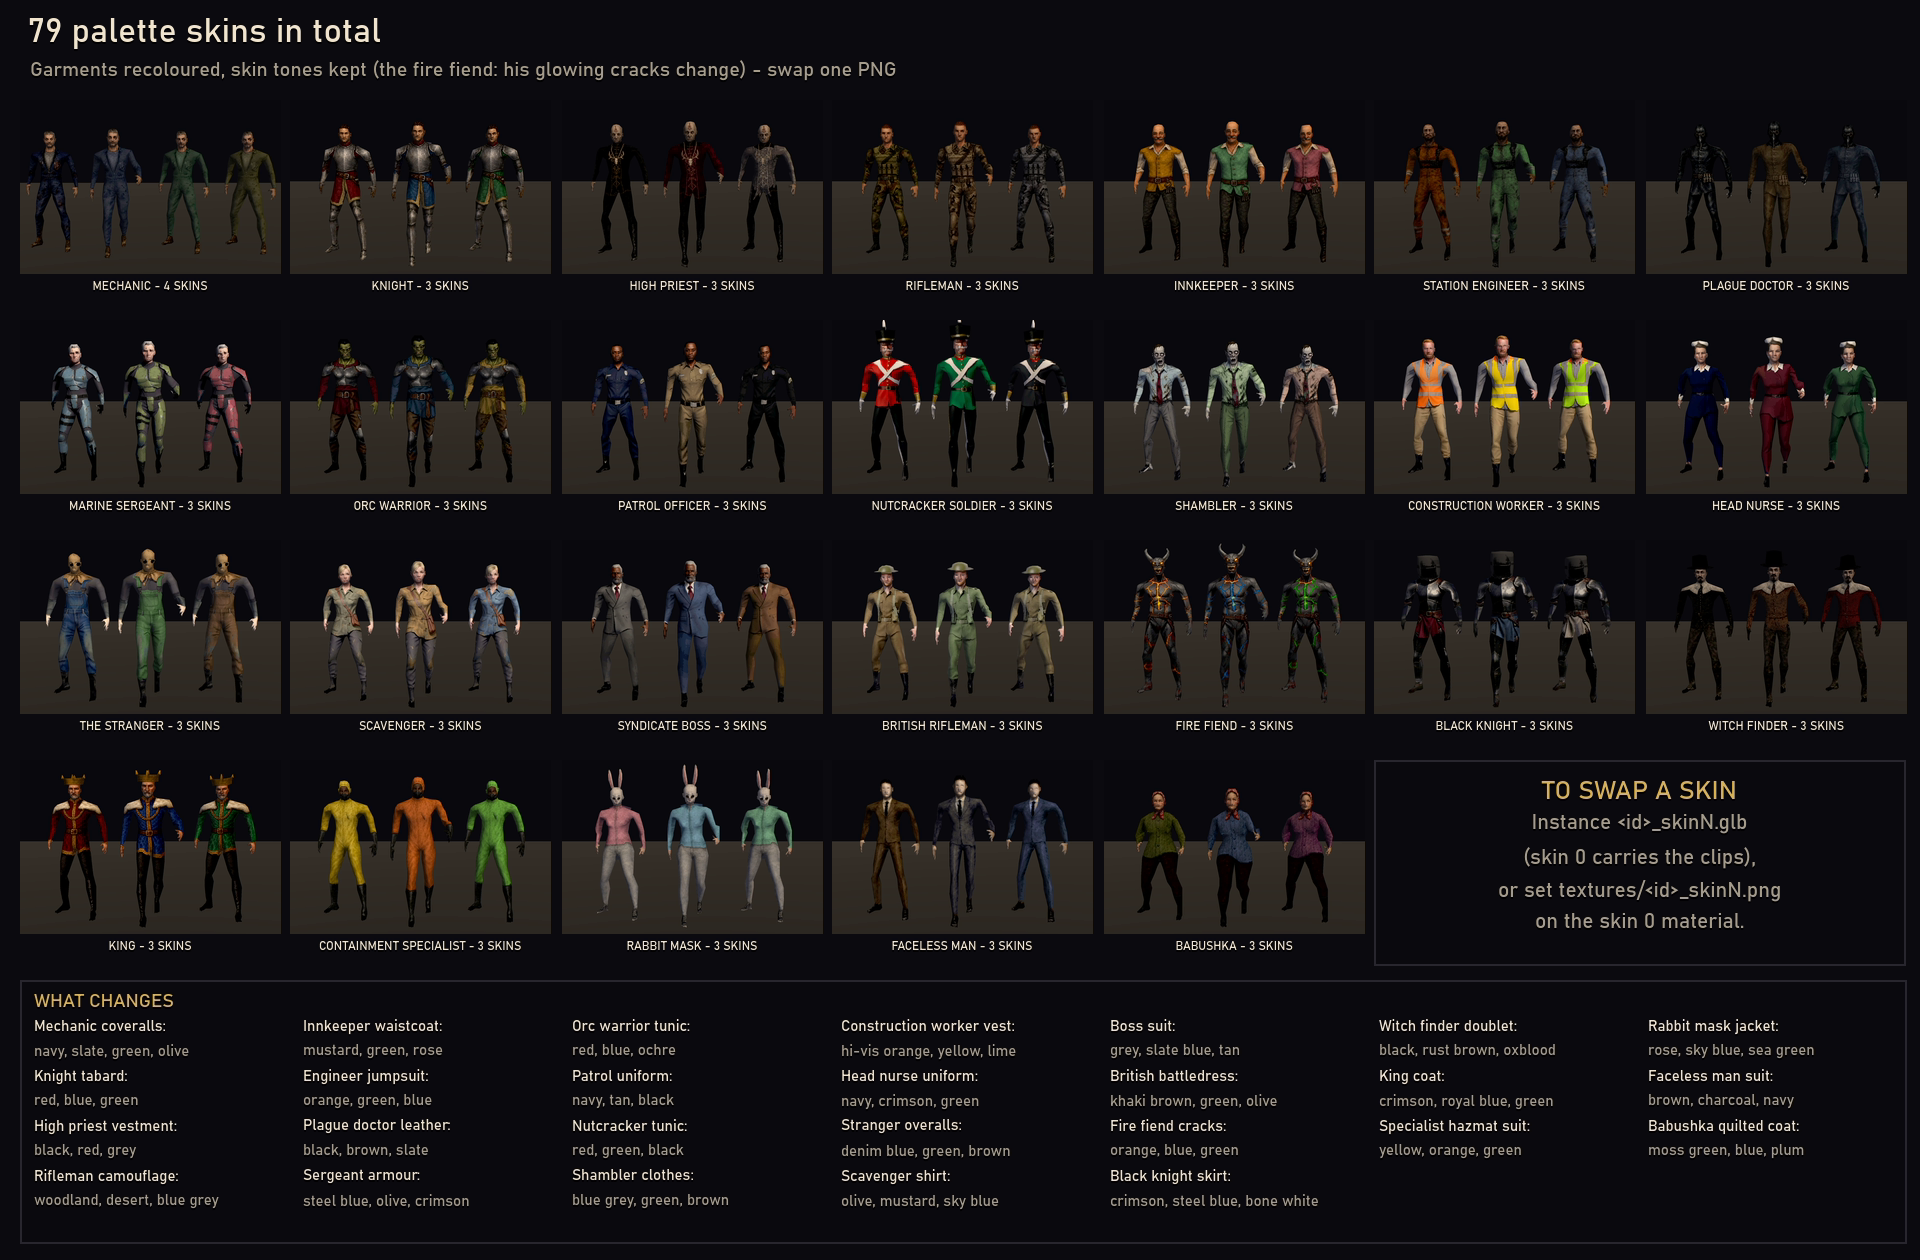 79 palette skins in total
Garments recoloured, skin tones kept (the fire fiend: his glowing cracks change) - swap one PNG
MECHANIC - 4 SKINS
KNIGHT - 3 SKINS
HIGH PRIEST - 3 SKINS
RIFLEMAN - 3 SKINS
INNKEEPER - 3 SKINS
STATION ENGINEER - 3 SKINS
PLAGUE DOCTOR - 3 SKINS
MARINE SERGEANT - 3 SKINS
ORC WARRIOR - 3 SKINS
PATROL OFFICER - 3 SKINS
NUTCRACKER SOLDIER - 3 SKINS
SHAMBLER - 3 SKINS
CONSTRUCTION WORKER - 3 SKINS
HEAD NURSE - 3 SKINS
THE STRANGER - 3 SKINS
SCAVENGER - 3 SKINS
SYNDICATE BOSS - 3 SKINS
BRITISH RIFLEMAN - 3 SKINS
FIRE FIEND - 3 SKINS
BLACK KNIGHT - 3 SKINS
WITCH FINDER - 3 SKINS
KING - 3 SKINS
CONTAINMENT SPECIALIST - 3 SKINS
RABBIT MASK - 3 SKINS
FACELESS MAN - 3 SKINS
BABUSHKA - 3 SKINS
TO SWAP A SKIN
Instance <id>_skinN.glb
(skin 0 carries the clips),
or set textures/<id>_skinN.png
on the skin 0 material.
WHAT CHANGES
Mechanic coveralls:
navy, slate, green, olive
Knight tabard:
red, blue, green
High priest vestment:
black, red, grey
Rifleman camouflage:
woodland, desert, blue grey
Innkeeper waistcoat:
mustard, green, rose
Engineer jumpsuit:
orange, green, blue
Plague doctor leather:
black, brown, slate
Sergeant armour:
steel blue, olive, crimson
Orc warrior tunic:
red, blue, ochre
Patrol uniform:
navy, tan, black
Nutcracker tunic:
red, green, black
Shambler clothes:
blue grey, green, brown
Construction worker vest:
hi-vis orange, yellow, lime
Head nurse uniform:
navy, crimson, green
Stranger overalls:
denim blue, green, brown
Scavenger shirt:
olive, mustard, sky blue
Boss suit:
grey, slate blue, tan
British battledress:
khaki brown, green, olive
Fire fiend cracks:
orange, blue, green
Black knight skirt:
crimson, steel blue, bone white
Witch finder doublet:
black, rust brown, oxblood
King coat:
crimson, royal blue, green
Specialist hazmat suit:
yellow, orange, green
Rabbit mask jacket:
rose, sky blue, sea green
Faceless man suit:
brown, charcoal, navy
Babushka quilted coat:
moss green, blue, plum